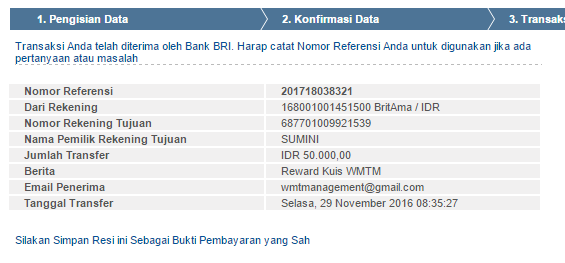 1. Pengisian Data
2. Konfirmasi Data
3. Transaks
Transaksi Anda telah diterima oleh Bank BRI. Harap catat Nomor Referensi Anda untuk digunakan jika ada
pertanyaan atau masalah
Nomor Referensi 201718038321
Dari Rekening 168001001451500 BritAma / IDR
Nomor Rekening Tujuan 687701009921539
Nama Pemilik Rekening Tujuan SUMINI
Jumlah Transfer IDR 50.000,00
Berita Reward Kuis WMTM
Email Penerima wmtmanagement@gmail.com
Tanggal Transfer Selasa, 29 November 2016 08:35:27
Silakan Simpan Resi ini Sebagai Bukti Pembayaran yang Sah